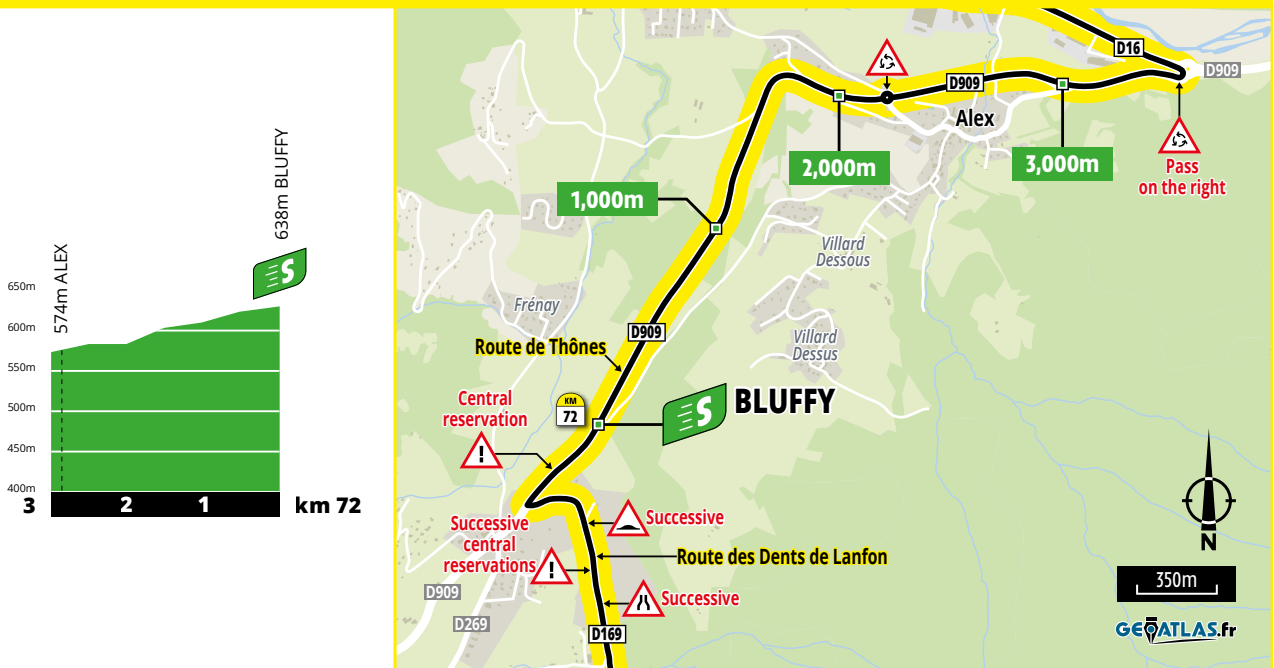 638m BLUFFY
574m ALEX
S
650m
600m
550m
500m
450m
400m
3
2
1
km 72
D16
D909
D909
Alex
2,000m
3,000m
Pass
on the right
1,000m
Villard
Dessous
Frénay
D909
Villard
Dessus
Route de Thônes
KM
72
S
BLUFFY
Central
reservation
!
Successive
central
reservations
!
Successive
Route des Dents de Lanfon
Successive
D909
D269
D169
N
350m
GEOATLAS.fr